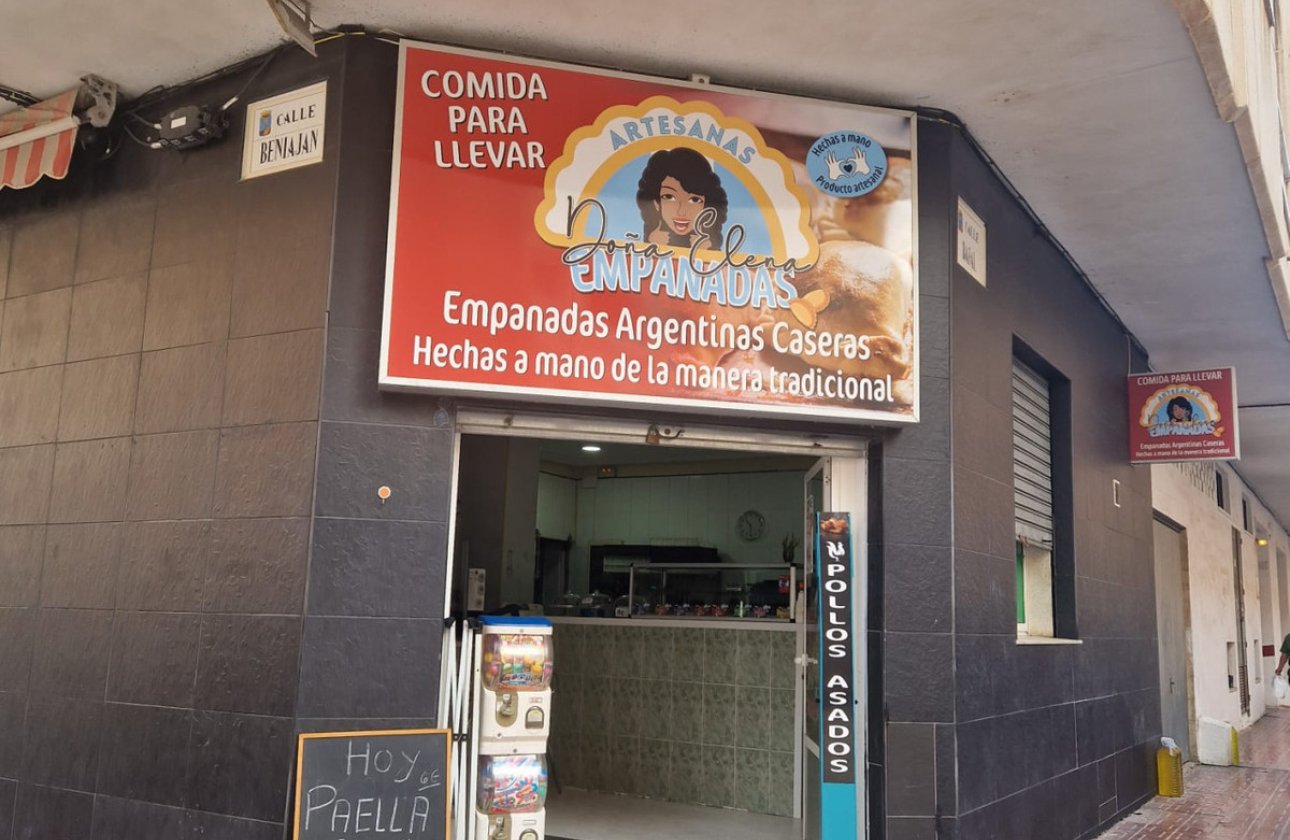 CALLE
BENIAJAN
COMIDA
PARA
LLEVAR
ARTESANAS
Doña Elena
EMPANADAS
Hechas a mano
Producto artesanal
Empanadas Argentinas Caseras
Hechas a mano de la manera tradicional
CALLE
COMIDA PARA LLEVAR
ARTESANAS
EMPANADAS
Empanadas Argentinas Caseras
Hechas a mano de la manera tradicional
POLLOS ASADOS
HOY
6€
PAELLA